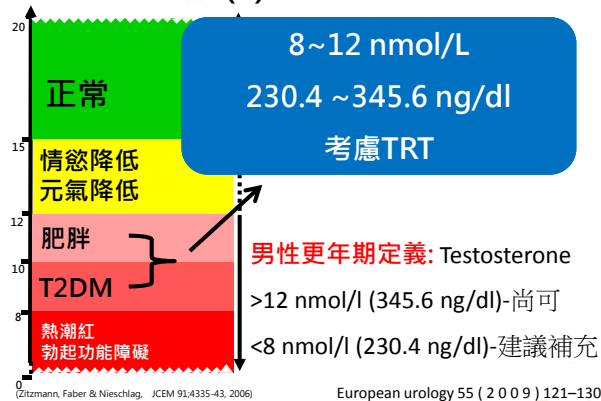 20
8~12 nmol/L
230.4 ~345.6 ng/dl
考慮TRT
正常
15
情慾降低
元氣降低
12
肥胖
10
T2DM
8
熱潮紅
勃起功能障礙
0
男性更年期定義: Testosterone
>12 nmol/l (345.6 ng/dl)-尚可
<8 nmol/l (230.4 ng/dl)-建議補充
(Zitzmann, Faber & Nieschlag, JCEM 91;4335-43, 2006)
European urology 55 ( 2 0 0 9 ) 121–130